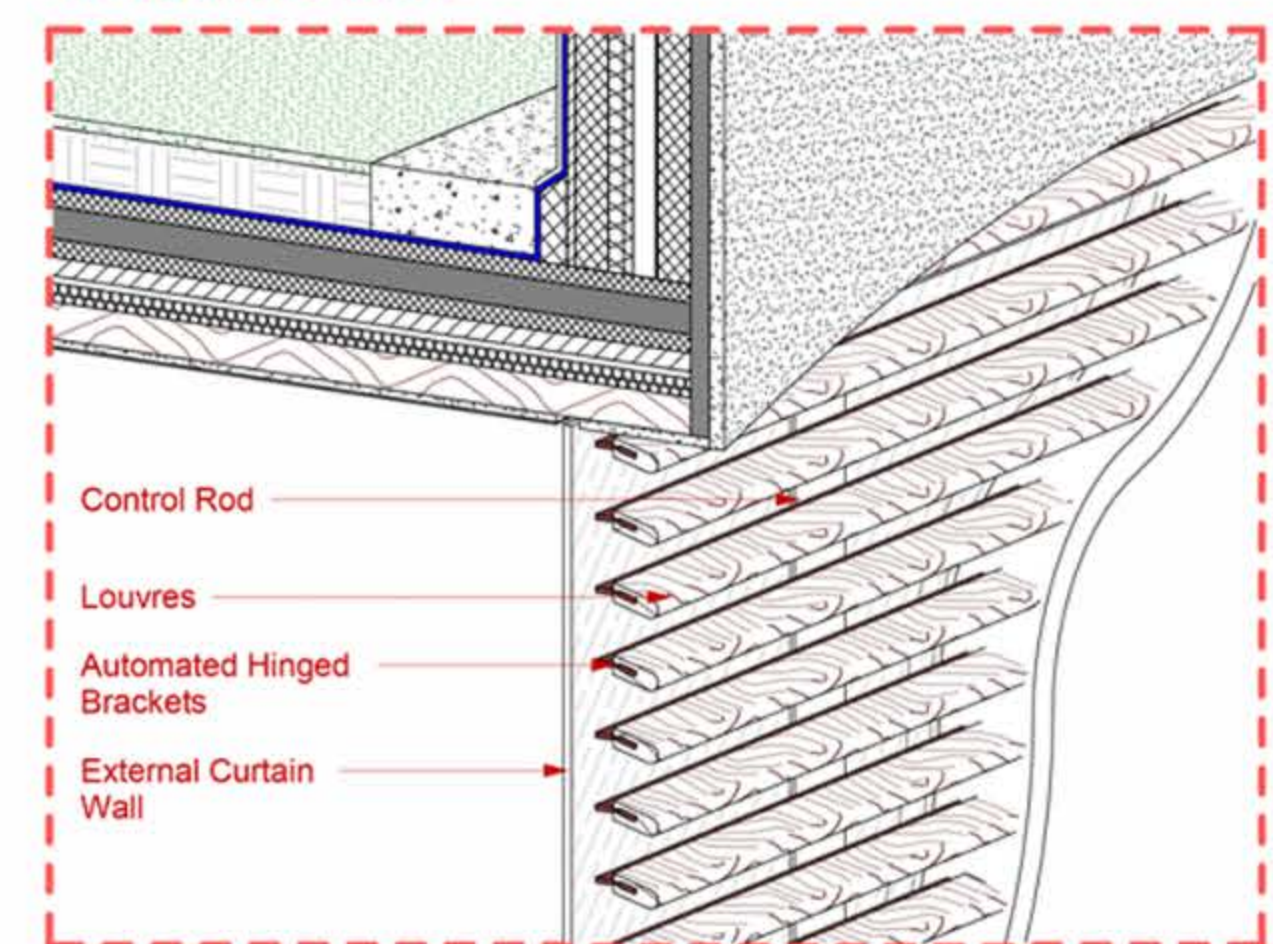 Control Rod
Louvres
Automated Hinged
Brackets
External Curtain
Wall